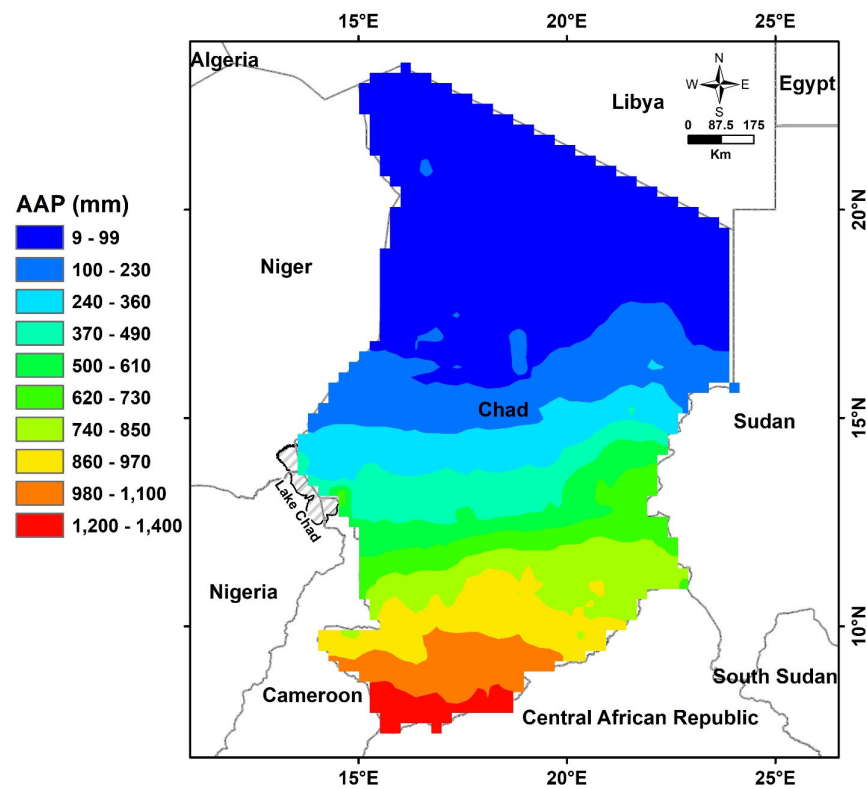 15°E 20°E 25°E
Algeria
Libya
Egypt
N
W E
S
0 87.5 175
Km
20°N
AAP (mm)
9 - 99
100 - 230
240 - 360
370 - 490
500 - 610
620 - 730
740 - 850
860 - 970
980 - 1,100
1,200 - 1,400
Niger
Chad
15°N
Sudan
Lake Chad
Nigeria
10°N
South Sudan
Cameroon
Central African Republic
15°E 20°E 25°E